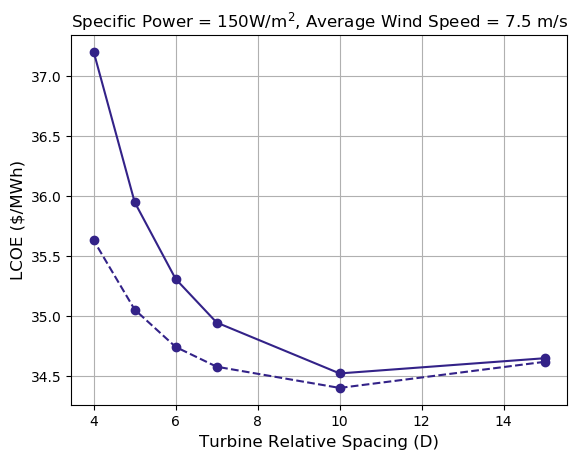 Specific Power = 150W/m², Average Wind Speed = 7.5 m/s
37.0
36.5
36.0
35.5
35.0
34.5
LCOE ($/MWh)
4 6 8 10 12 14
Turbine Relative Spacing (D)